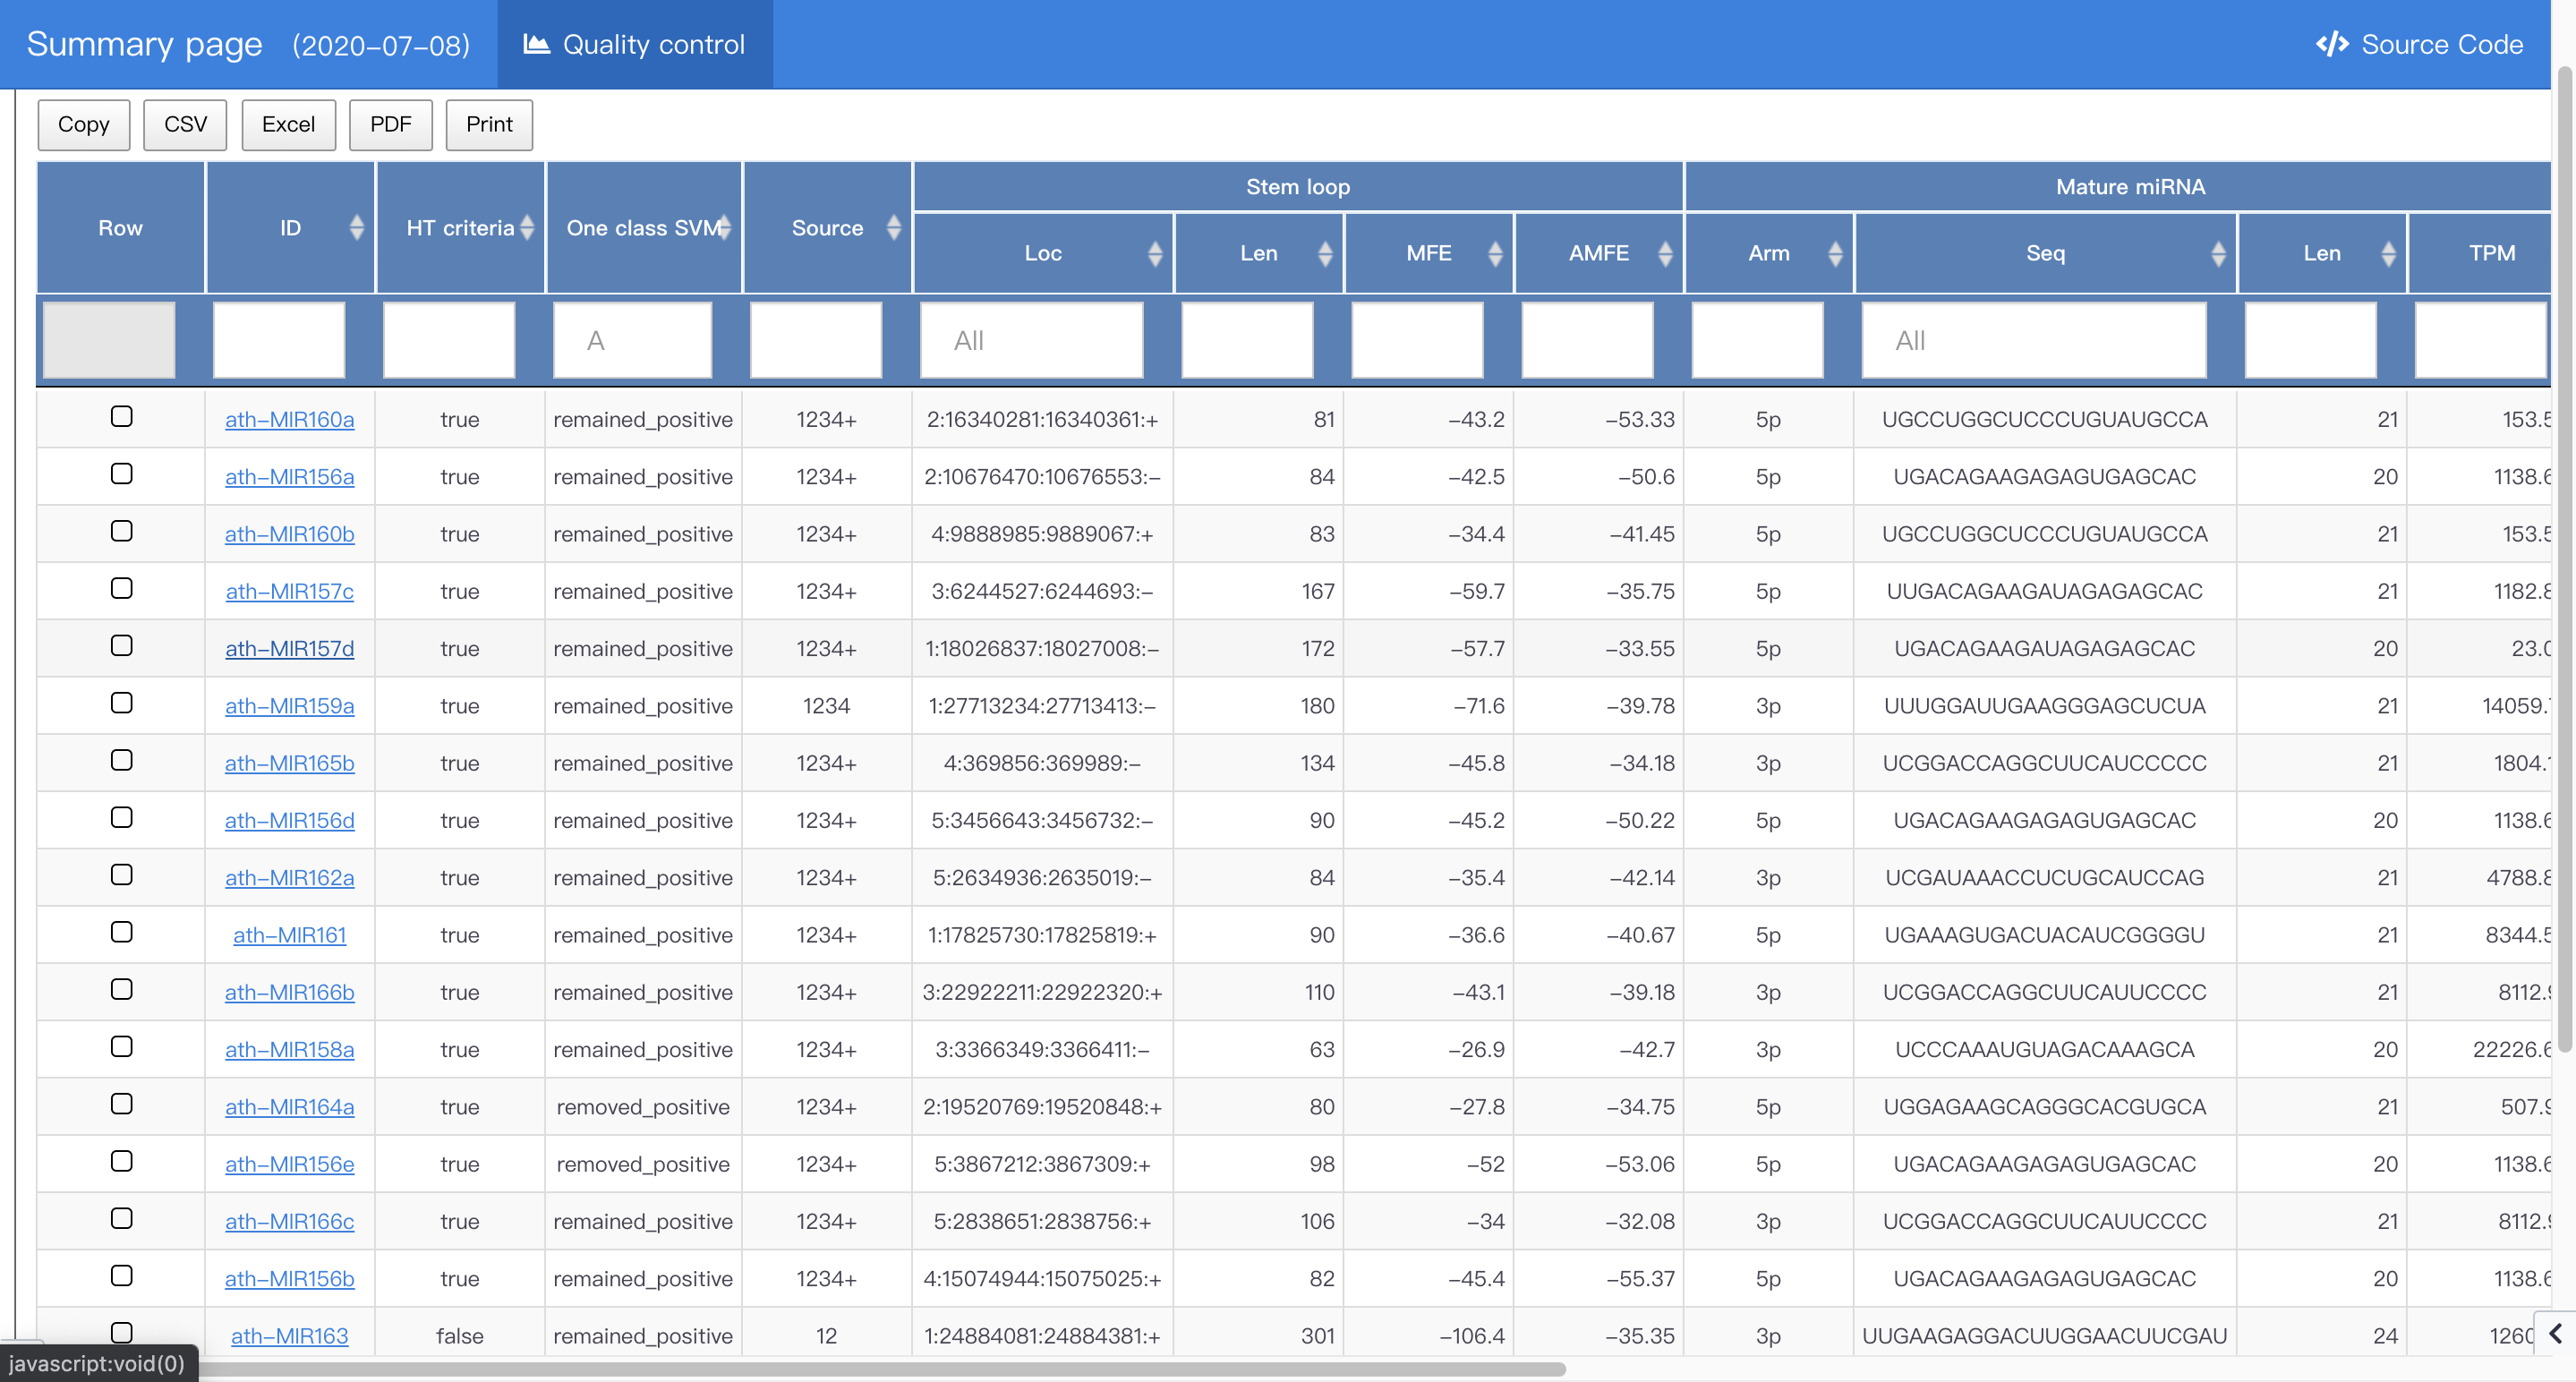 Summary page (2020-07-08) Quality control Source Code
Copy CSV Excel PDF Print
Stem loop Mature miRNA
Row ID HT criteria One class SVM Source
Loc Len MFE AMFE Arm Seq Len TPM
A All All
ath-MIR160a true remained_positive 1234+ 2:16340281:16340361:+ 81 -43.2 -53.33 5p UGCCUGGCUCCCUGUAUGCCA 21 153.5
ath-MIR156a true remained_positive 1234+ 2:10676470:10676553:- 84 -42.5 -50.6 5p UGACAGAAGAGAGUGAGCAC 20 1138.6
ath-MIR160b true remained_positive 1234+ 4:9888985:9889067:+ 83 -34.4 -41.45 5p UGCCUGGCUCCCUGUAUGCCA 21 153.5
ath-MIR157c true remained_positive 1234+ 3:6244527:6244693:- 167 -59.7 -35.75 5p UUGACAGAAGAUAGAGAGCAC 21 1182.8
ath-MIR157d true remained_positive 1234+ 1:18026837:18027008:- 172 -57.7 -33.55 5p UGACAGAAGAUAGAGAGCAC 20 23.0
ath-MIR159a true remained_positive 1234 1:27713234:27713413:- 180 -71.6 -39.78 3p UUUGGAUUGAAGGGAGCUCUA 21 14059.
ath-MIR165b true remained_positive 1234+ 4:369856:369989:- 134 -45.8 -34.18 3p UCGGACCAGGCUUCAUCCCCC 21 1804.
ath-MIR156d true remained_positive 1234+ 5:3456643:3456732:- 90 -45.2 -50.22 5p UGACAGAAGAGAGUGAGCAC 20 1138.6
ath-MIR162a true remained_positive 1234+ 5:2634936:2635019:- 84 -35.4 -42.14 3p UCGAUAAACCUCUGCAUCCAG 21 4788.8
ath-MIR161 true remained_positive 1234+ 1:17825730:17825819:+ 90 -36.6 -40.67 5p UGAAAGUGACUACAUCGGGGU 21 8344.5
ath-MIR166b true remained_positive 1234+ 3:22922211:22922320:+ 110 -43.1 -39.18 3p UCGGACCAGGCUUCAUUCCCC 21 8112.9
ath-MIR158a true remained_positive 1234+ 3:3366349:3366411:- 63 -26.9 -42.7 3p UCCCAAAUGUAGACAAAGCA 20 22226.6
ath-MIR164a true removed_positive 1234+ 2:19520769:19520848:+ 80 -27.8 -34.75 5p UGGAGAAGCAGGGCACGUGCA 21 507.9
ath-MIR156e true removed_positive 1234+ 5:3867212:3867309:+ 98 -52 -53.06 5p UGACAGAAGAGAGUGAGCAC 20 1138.6
ath-MIR166c true remained_positive 1234+ 5:2838651:2838756:+ 106 -34 -32.08 3p UCGGACCAGGCUUCAUUCCCC 21 8112.9
ath-MIR156b true remained_positive 1234+ 4:15074944:15075025:+ 82 -45.4 -55.37 5p UGACAGAAGAGAGUGAGCAC 20 1138.6
ath-MIR163 false remained_positive 12 1:24884081:24884381:+ 301 -106.4 -35.35 3p UUGAAGAGGACUUGGAACUUCGAU 24 1260
javascript:void(0)